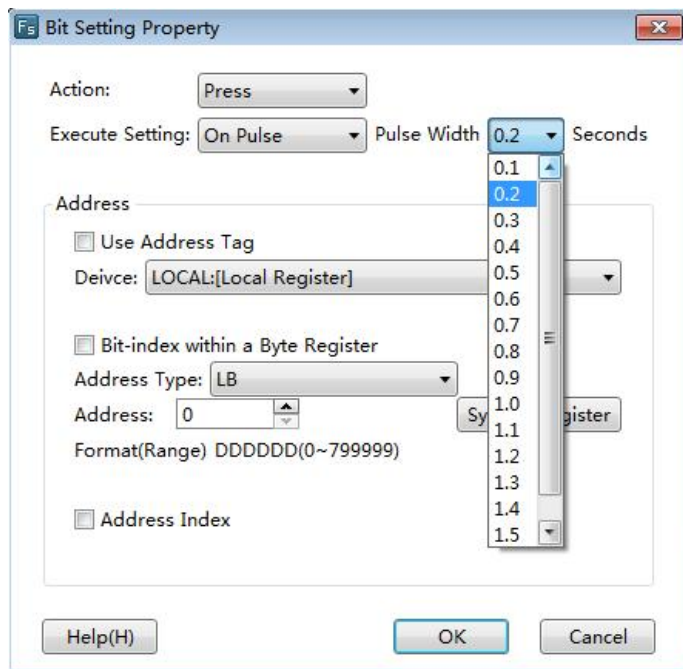 Fs Bit Setting Property
Action: Press
Execute Setting: On Pulse Pulse Width 0.2 Seconds
0.1
0.2
0.3
0.4
0.5
0.6
0.7
0.8
0.9
1.0
1.1
1.2
1.3
1.4
1.5
Address
Use Address Tag
Deivce: LOCAL:[Local Register]
Bit-index within a Byte Register
Address Type: LB
Address: 0
Format(Range) DDDDDD(0~799999)
Address Index
Help(H) OK Cancel